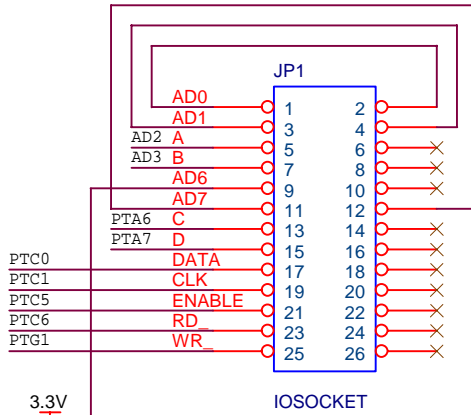 JP1
AD0 1 2
AD1 3 4
AD2 A 5 6
AD3 B 7 8
AD6 9 10
AD7 11 12
PTA6 C 13 14
PTA7 D 15 16
PTC0 DATA 17 18
PTC1 CLK 19 20
PTC5 ENABLE 21 22
PTC6 RD_ 23 24
PTG1 WR_ 25 26
3.3V IOSOCKET